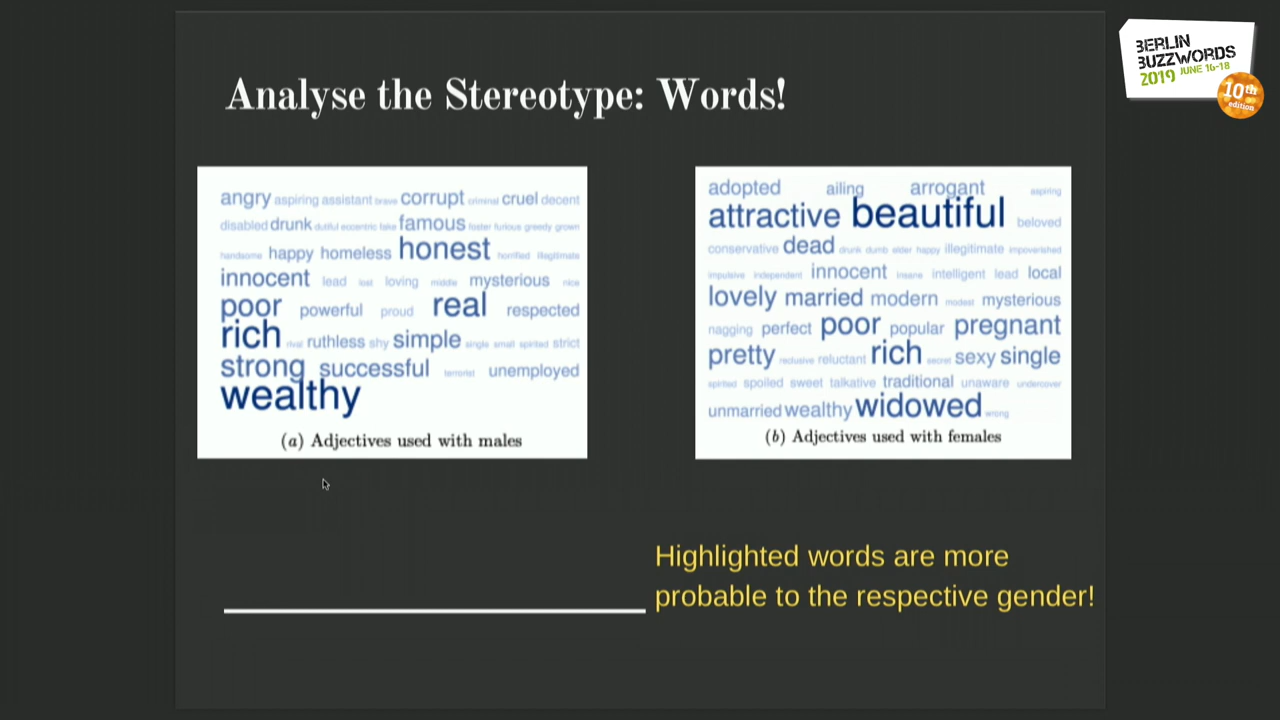 Analyse the Stereotype: Words!
BERLIN
BUZZWORDS
2019 JUNE 16-18
10th
edition
angry aspiring assistant brave corrupt criminal cruel decent
disabled drunk dutiful eccentric fake famous foster furious greedy grown
handsome happy homeless honest horrified illegitimate
innocent lead lost loving middle mysterious nice
poor powerful proud real respected
rich rival ruthless shy simple single small spirited strict
strong successful terrorist unemployed
wealthy
(a) Adjectives used with males
adopted ailing arrogant aspiring
attractive beautiful beloved
conservative dead drunk dumb elder happy illegitimate impoverished
impulsive independent innocent insane intelligent lead local
lovely married modern modest mysterious
nagging perfect poor popular pregnant
pretty reclusive reluctant rich secret sexy single
spirited spoiled sweet talkative traditional unaware undercover
unmarried wealthy widowed wrong
(b) Adjectives used with females
Highlighted words are more
probable to the respective gender!